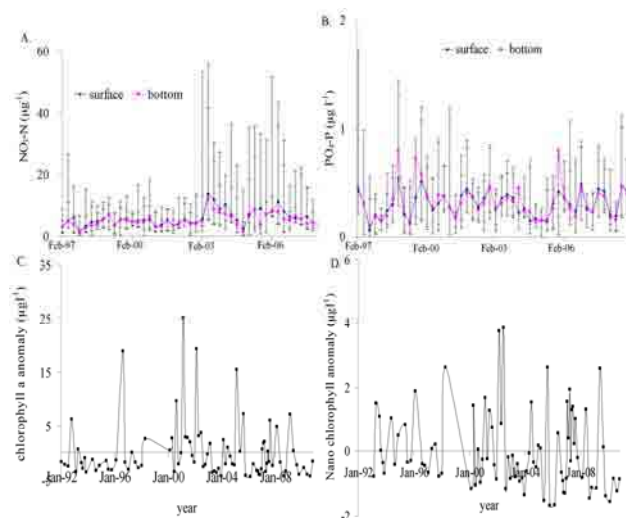 A.
60
40
20
0
NO₃-N (µg l⁻¹)
surface bottom
Feb-97 Feb-00 Feb-03 Feb-06
B.
2
1
0
PO₄-P (µg l⁻¹)
surface bottom
Feb-97 Feb-00 Feb-03 Feb-06
C
35
25
15
5
-5
chlorophyll a anomaly (µgl⁻¹)
Jan-92 Jan-96 Jan-00 Jan-04 Jan-08
year
D.
6
4
2
0
-2
Nano chlorophyll anomaly (µgl⁻¹)
Jan-92 Jan-96 Jan-00 Jan-04 Jan-08
year